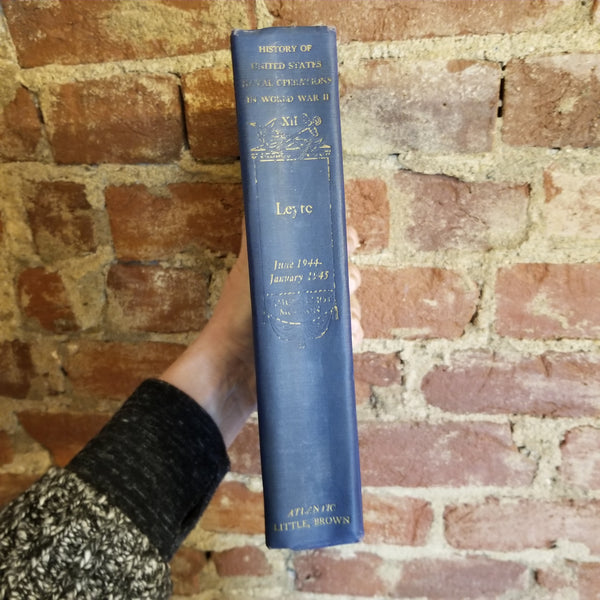 HISTORY OF
UNITED STATES
NAVAL OPERATIONS
IN WORLD WAR II
XII
Leyte
June 1944-
January 1945
ATLANTIC
LITTLE, BROWN